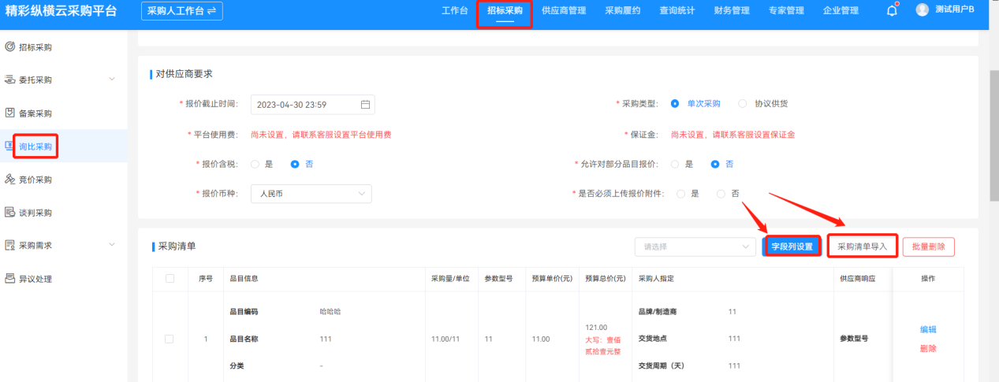 精彩纵横云采购平台 采购人工作台 工作台 招标采购 供应商管理 采购履约 查询统计 财务管理 专家管理 企业管理 测试用户B
招标采购
委托采购
备案采购
询比采购
竞价采购
谈判采购
采购需求
异议处理
对供应商要求
* 报价截止时间: 2023-04-30 23:59 * 采购类型: 单次采购 协议供货
* 平台使用费: 尚未设置, 请联系客服设置平台使用费 * 保证金: 尚未设置, 请联系客服设置保证金
* 报价含税: 是 否 * 允许对部分品目报价: 是 否
* 报价币种: 人民币 * 是否必须上传报价附件: 是 否
采购清单 请选择 字段列设置 采购清单导入 批量删除
序号 品目信息 采购量/单位 参数型号 预算单价(元) 预算总价(元) 采购人指定 供应商响应 操作
品目编码 哈哈哈 品牌/制造商 11
1 品目名称 111 11.00/11 11 11.00 121.00 交货地点 111 参数型号 编辑
大写: 壹佰
贰拾壹元整
删除
分类 - 交货周期（天） 111